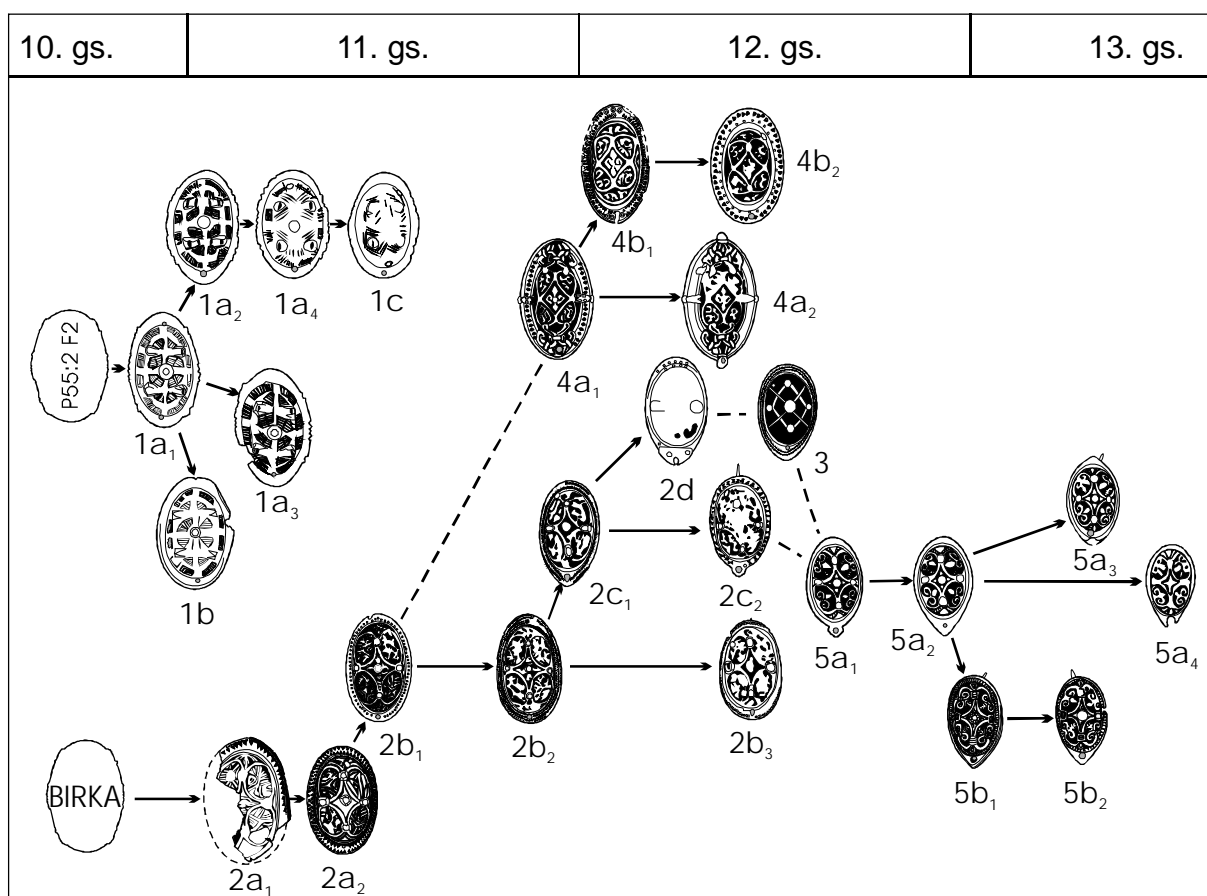 10. gs. 11. gs. 12. gs. 13. gs.
4b₂
4b₁
1a₂ 1a₄ 1c
4a₂
P55:2 F2
4a₁
1a₁
3
2d
1a₃
5a₃
1b
2c₁ 2c₂
5a₁ 5a₂ 5a₄
2b₁ 2b₂ 2b₃
BIRKA
5b₁ 5b₂
2a₁ 2a₂